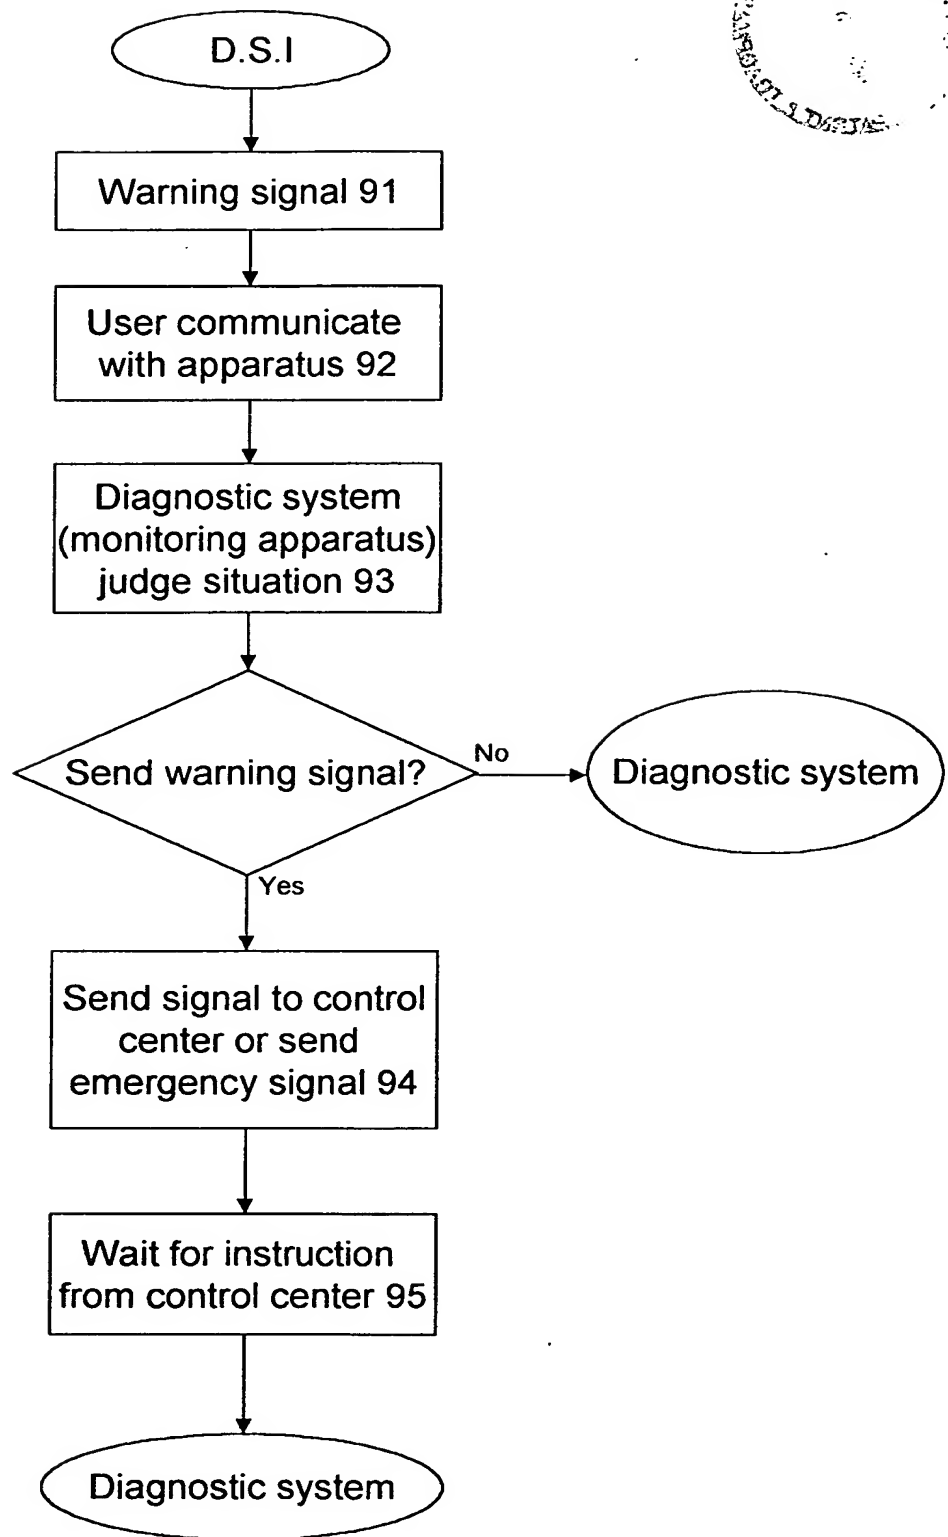 D.S.I
Warning signal 91
User communicate
with apparatus 92
Diagnostic system
(monitoring apparatus)
judge situation 93
Send warning signal?
No
Diagnostic system
Yes
Send signal to control
center or send
emergency signal 94
Wait for instruction
from control center 95
Diagnostic system